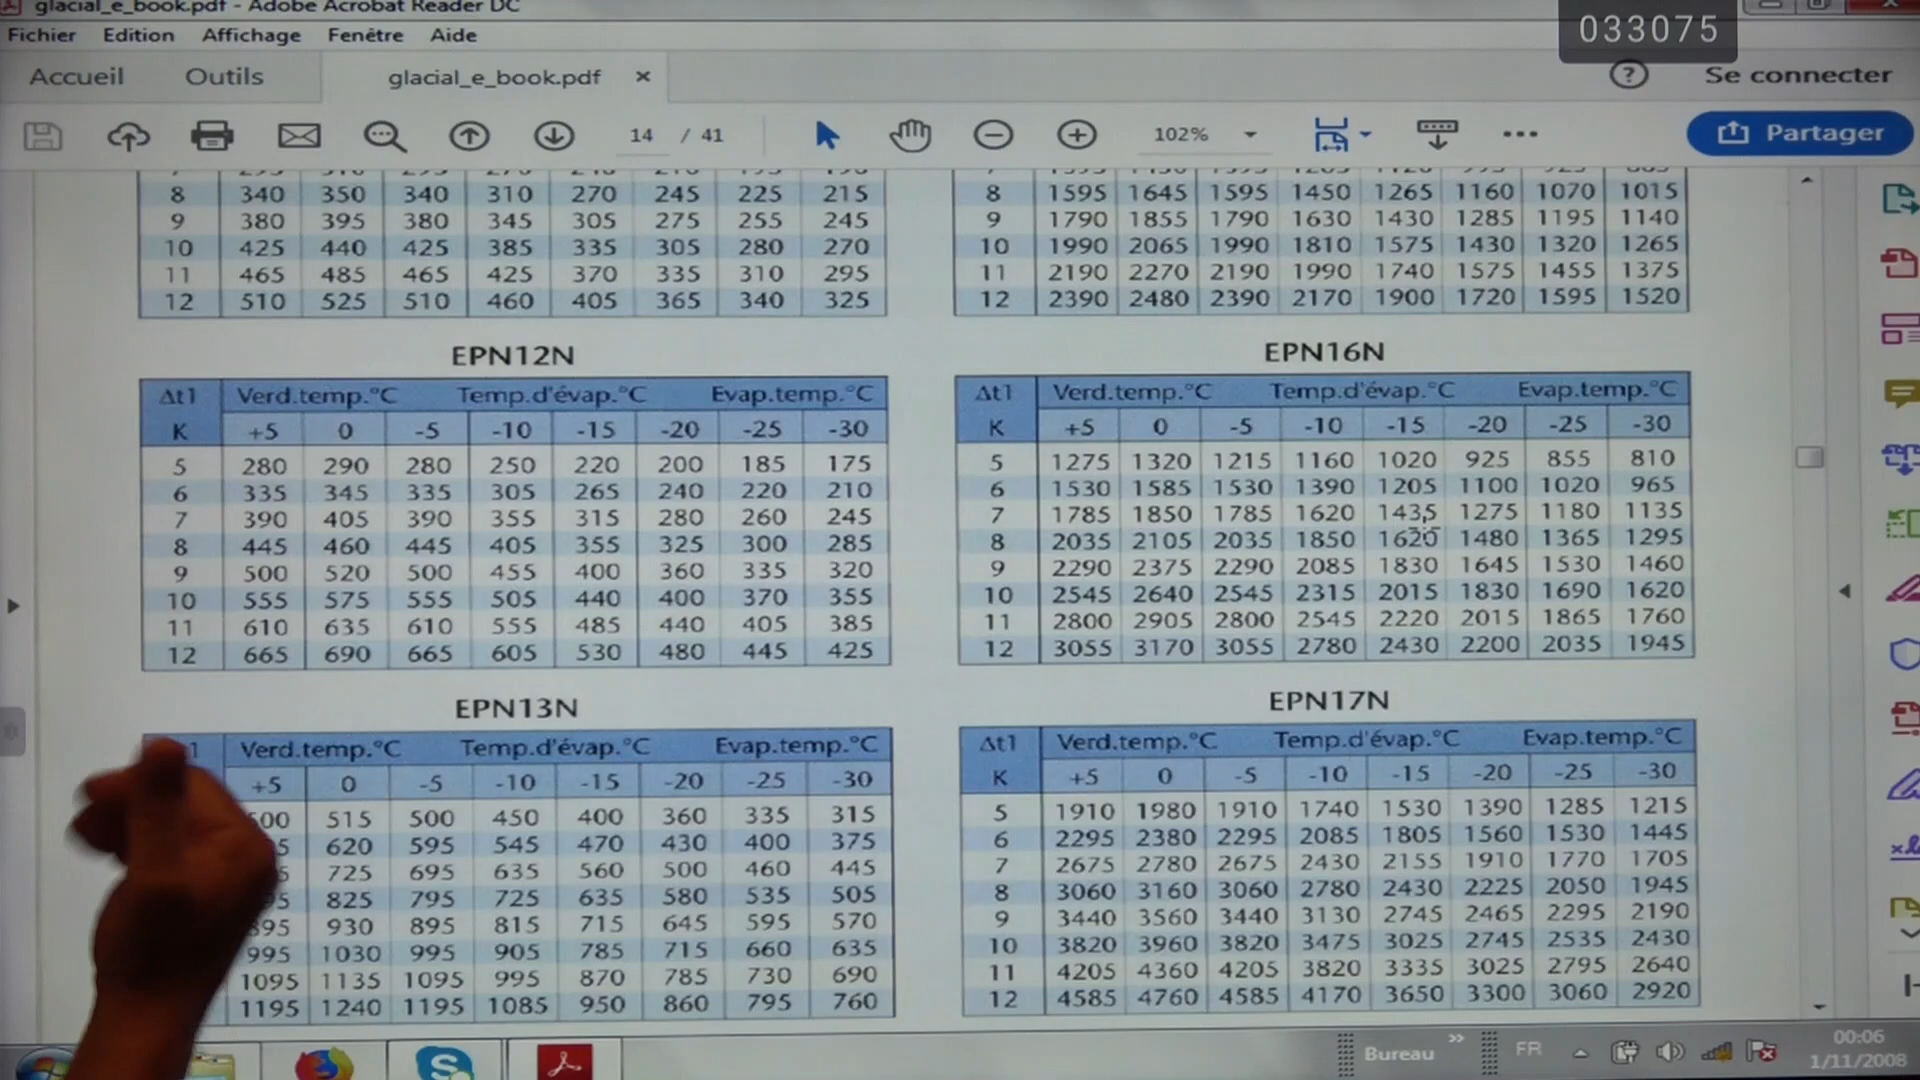 glacial_e_book.pdf - Adobe Acrobat Reader DC
033075
Fichier Edition Affichage Fenêtre Aide
Accueil Outils glacial_e_book.pdf × ? Se connecter
14 / 41 102% Partager
8 340 350 340 310 270 245 225 215
9 380 395 380 345 305 275 255 245
10 425 440 425 385 335 305 280 270
11 465 485 465 425 370 335 310 295
12 510 525 510 460 405 365 340 325
8 1595 1645 1595 1450 1265 1160 1070 1015
9 1790 1855 1790 1630 1430 1285 1195 1140
10 1990 2065 1990 1810 1575 1430 1320 1265
11 2190 2270 2190 1990 1740 1575 1455 1375
12 2390 2480 2390 2170 1900 1720 1595 1520
EPN12N
Δt1 Verd.temp.°C Temp.d'évap.°C Evap.temp.°C
K +5 0 -5 -10 -15 -20 -25 -30
5 280 290 280 250 220 200 185 175
6 335 345 335 305 265 240 220 210
7 390 405 390 355 315 280 260 245
8 445 460 445 405 355 325 300 285
9 500 520 500 455 400 360 335 320
10 555 575 555 505 440 400 370 355
11 610 635 610 555 485 440 405 385
12 665 690 665 605 530 480 445 425
EPN16N
Δt1 Verd.temp.°C Temp.d'évap.°C Evap.temp.°C
K +5 0 -5 -10 -15 -20 -25 -30
5 1275 1320 1215 1160 1020 925 855 810
6 1530 1585 1530 1390 1205 1100 1020 965
7 1785 1850 1785 1620 1435 1275 1180 1135
8 2035 2105 2035 1850 1620 1480 1365 1295
9 2290 2375 2290 2085 1830 1645 1530 1460
10 2545 2640 2545 2315 2015 1830 1690 1620
11 2800 2905 2800 2545 2220 2015 1865 1760
12 3055 3170 3055 2780 2430 2200 2035 1945
EPN13N
Verd.temp.°C Temp.d'évap.°C Evap.temp.°C
+5 0 -5 -10 -15 -20 -25 -30
515 500 450 400 360 335 315
620 595 545 470 430 400 375
725 695 635 560 500 460 445
825 795 725 635 580 535 505
930 895 815 715 645 595 570
995 1030 995 905 785 715 660 635
1095 1135 1095 995 870 785 730 690
1195 1240 1195 1085 950 860 795 760
EPN17N
Δt1 Verd.temp.°C Temp.d'évap.°C Evap.temp.°C
K +5 0 -5 -10 -15 -20 -25 -30
5 1910 1980 1910 1740 1530 1390 1285 1215
6 2295 2380 2295 2085 1805 1560 1530 1445
7 2675 2780 2675 2430 2155 1910 1770 1705
8 3060 3160 3060 2780 2430 2225 2050 1945
9 3440 3560 3440 3130 2745 2465 2295 2190
10 3820 3960 3820 3475 3025 2745 2535 2430
11 4205 4360 4205 3820 3335 3025 2795 2640
12 4585 4760 4585 4170 3650 3300 3060 2920
Bureau » FR 00:06
1/11/2008